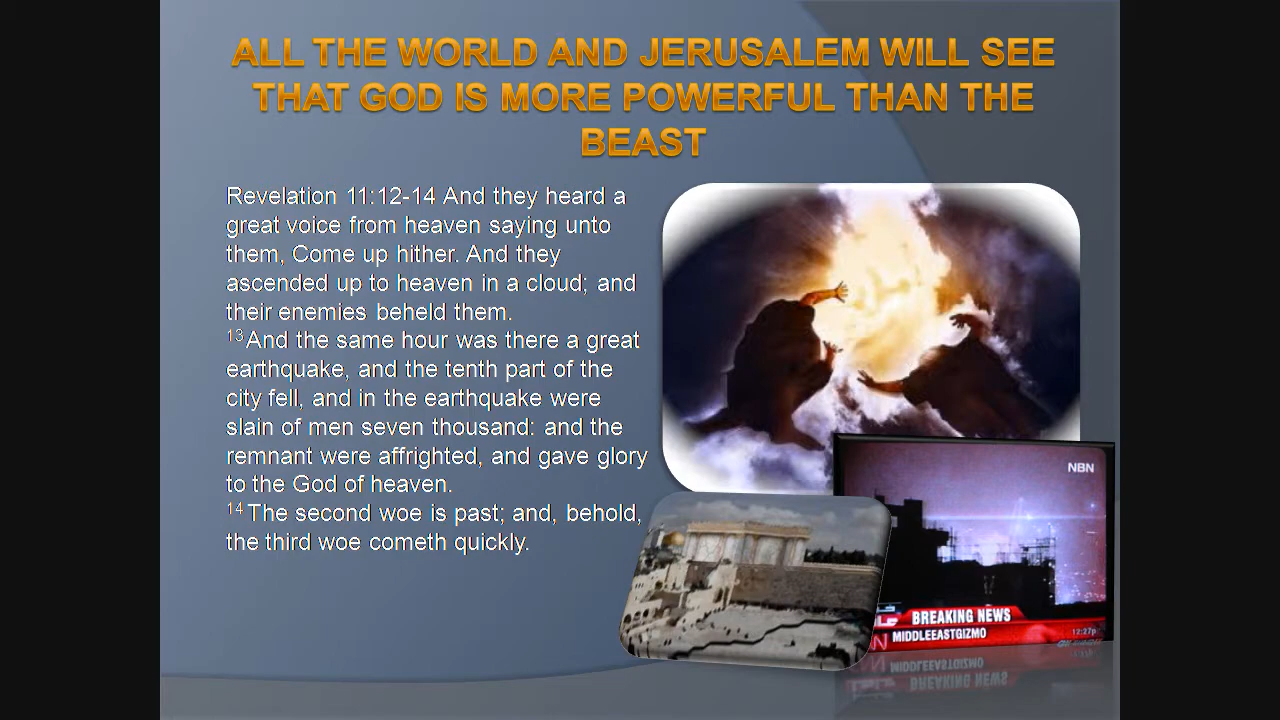 ALL THE WORLD AND JERUSALEM WILL SEE
THAT GOD IS MORE POWERFUL THAN THE
BEAST
Revelation 11:12-14 And they heard a
great voice from heaven saying unto
them, Come up hither. And they
ascended up to heaven in a cloud; and
their enemies beheld them.
13 And the same hour was there a great
earthquake, and the tenth part of the
city fell, and in the earthquake were
slain of men seven thousand: and the
remnant were affrighted, and gave glory
to the God of heaven.
14 The second woe is past; and, behold,
the third woe cometh quickly.
NBN
BREAKING NEWS
MIDDLEEASTGIZMO
12:27p